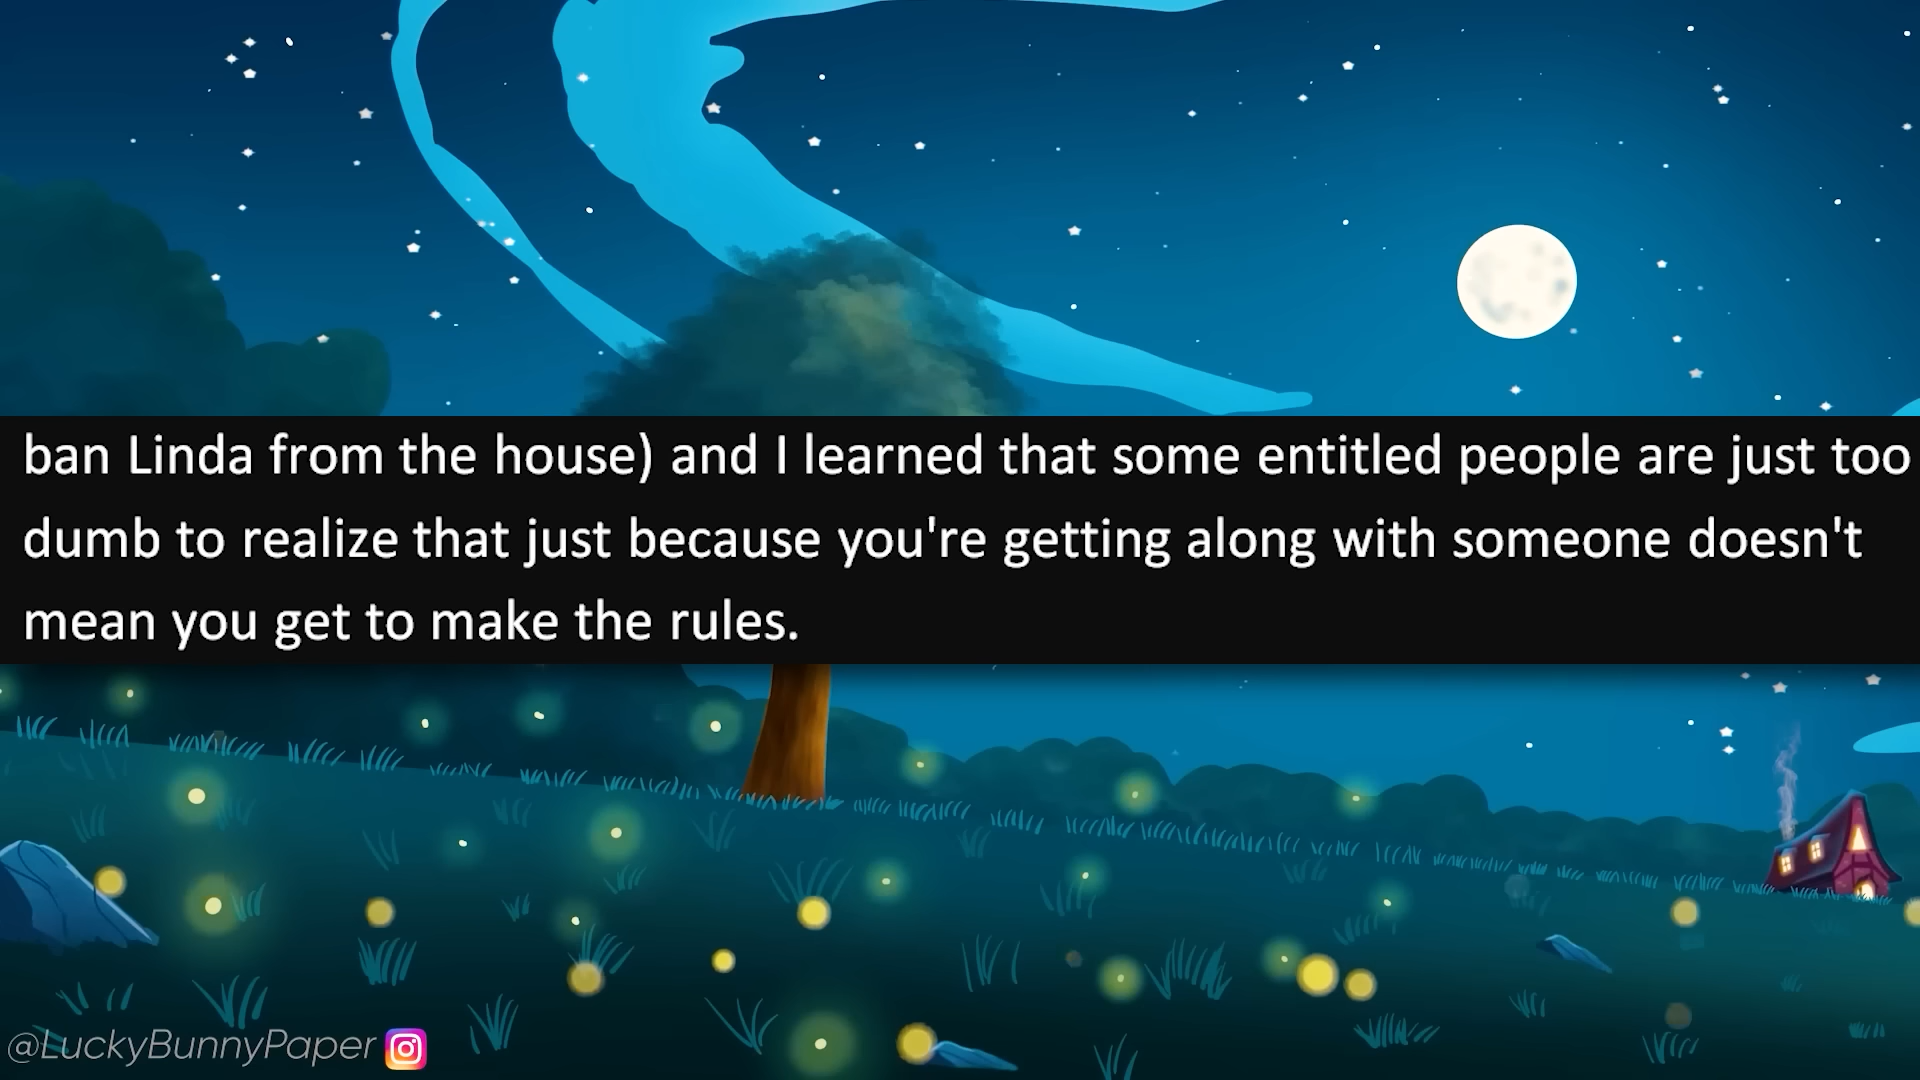 ban Linda from the house) and I learned that some entitled people are just too
dumb to realize that just because you're getting along with someone doesn't
mean you get to make the rules.
@LuckyBunnyPaper